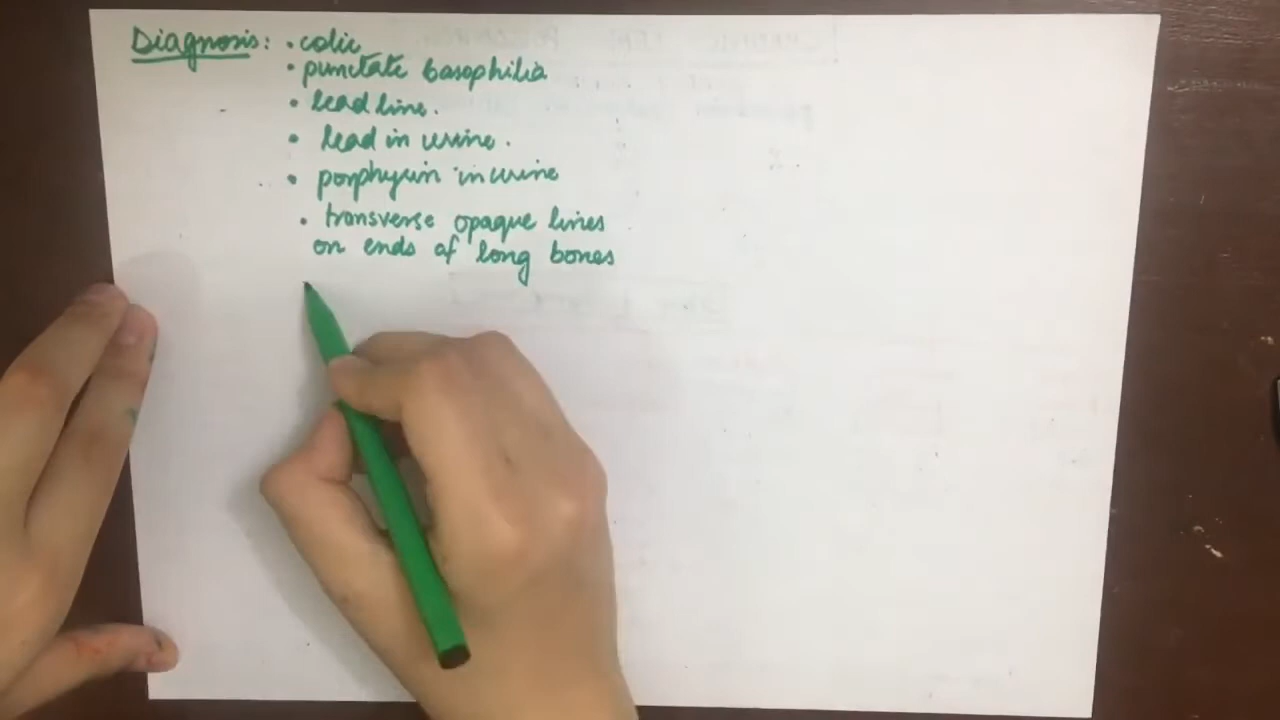 Diagnosis: • colic
• punctate basophilia
• lead line.
• lead in urine.
• porphyrin in urine
• transverse opaque lines
on ends of long bones